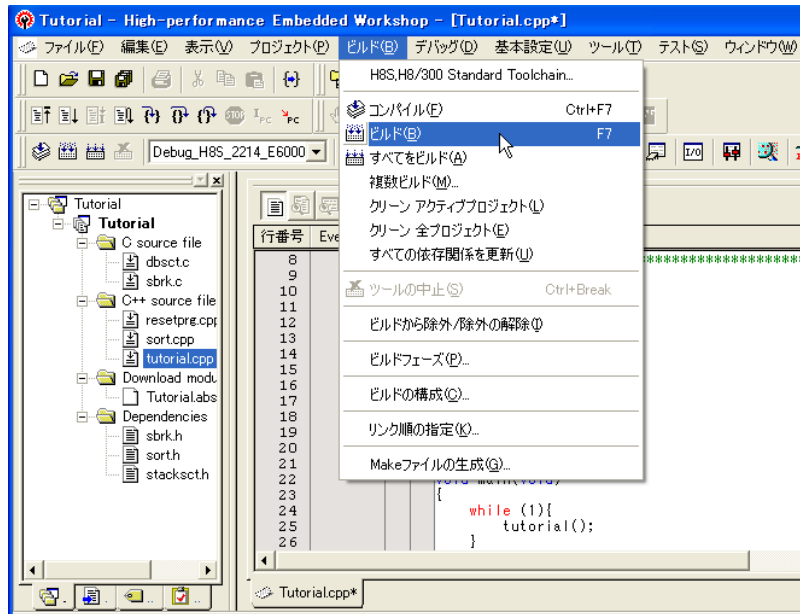 Tutorial - High-performance Embedded Workshop - [Tutorial.cpp*]
ファイル(F) 編集(E) 表示(V) プロジェクト(P) ビルド(B) デバッグ(D) 基本設定(U) ツール(T) テスト(S) ウィンドウ(W)
H8S,H8/300 Standard Toolchain...
コンパイル(F) Ctrl+F7
ビルド(B) F7
すべてをビルド(A)
複数ビルド(M)...
クリーン アクティブプロジェクト(L)
クリーン 全プロジェクト(E)
すべての依存関係を更新(U)
ツールの中止(S) Ctrl+Break
ビルドから除外/除外の解除(I)
ビルドフェーズ(P)...
ビルドの構成(C)...
リンク順の指定(K)...
Makeファイルの生成(G)...
STOP
PC
PC
Debug_H8S_2214_E6000
I/O
Tutorial
Tutorial
C source file
dbsct.c
sbrk.c
C++ source file
resetprg.cpp
sort.cpp
tutorial.cpp
Download modu
Tutorial.abs
Dependencies
sbrk.h
sort.h
stacksct.h
行番号 Eve
8
9
10
11
12
13
14
15
16
17
18
19
20
21
22 void main(void)
23 {
24 while (1){
25 tutorial();
26 }
Tutorial.cpp*